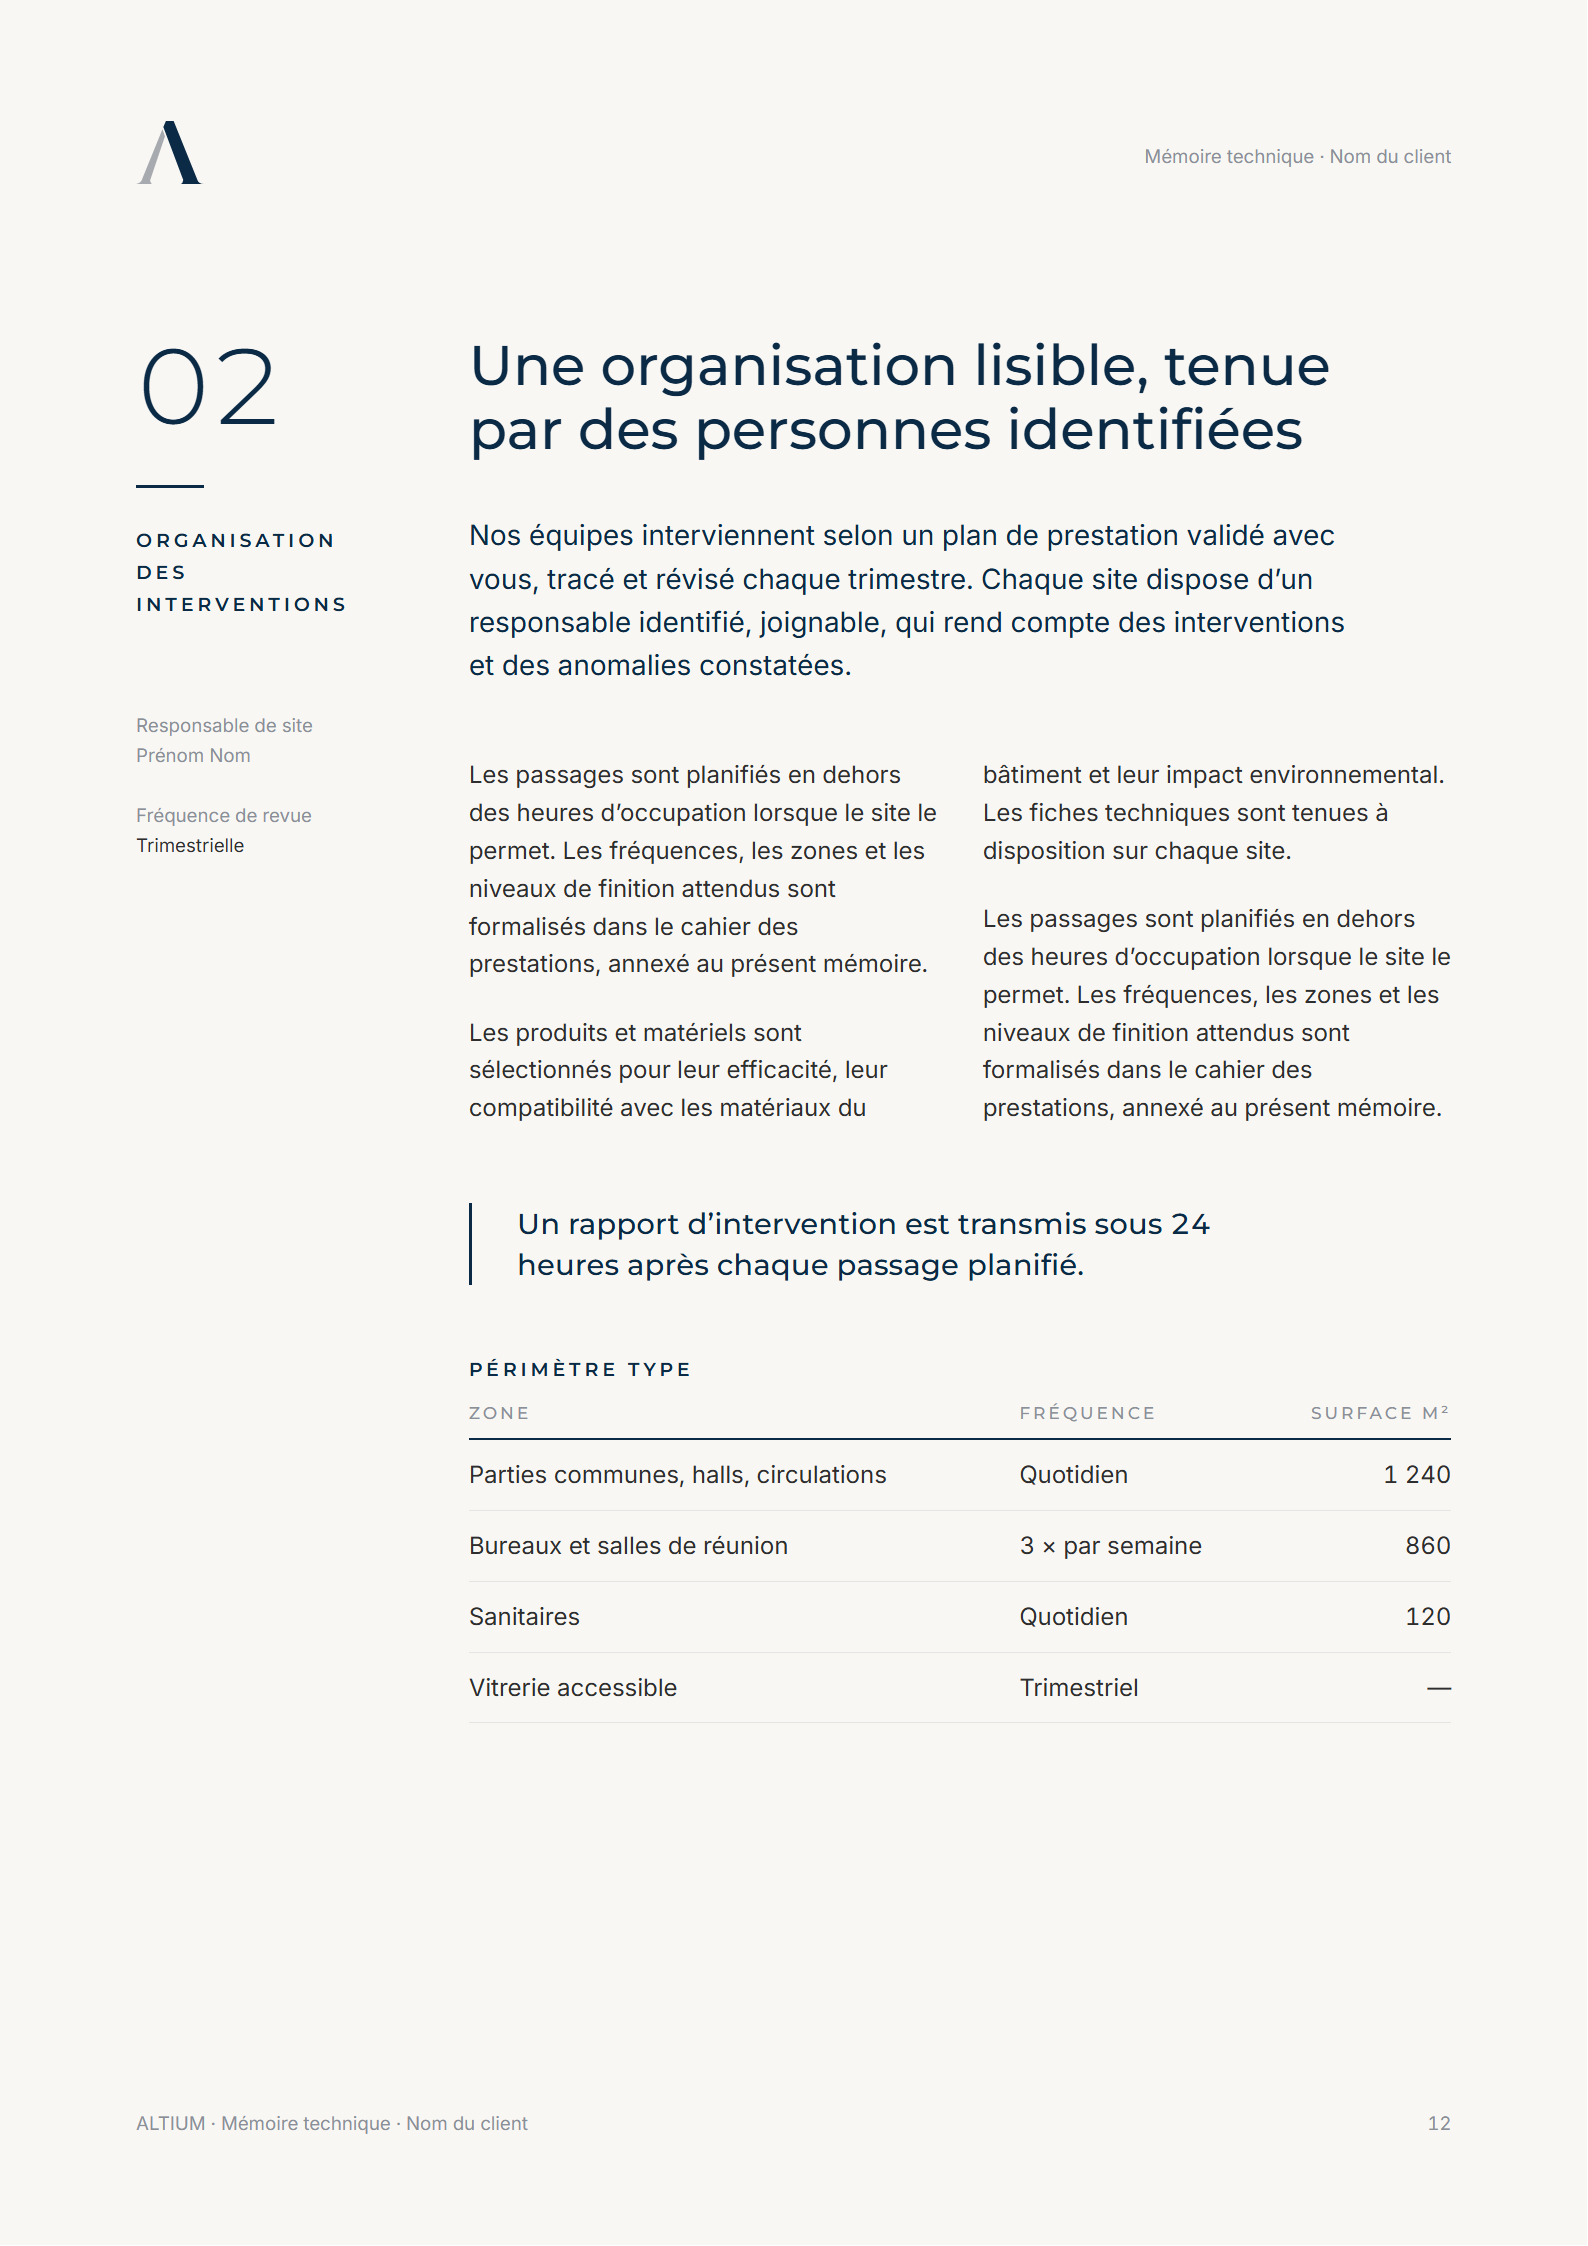 Mémoire technique · Nom du client
02
ORGANISATION
DES
INTERVENTIONS
Responsable de site
Prénom Nom
Fréquence de revue
Trimestrielle
Une organisation lisible, tenue
par des personnes identifiées
Nos équipes interviennent selon un plan de prestation validé avec
vous, tracé et révisé chaque trimestre. Chaque site dispose d’un
responsable identifié, joignable, qui rend compte des interventions
et des anomalies constatées.
Les passages sont planifiés en dehors
des heures d’occupation lorsque le site le
permet. Les fréquences, les zones et les
niveaux de finition attendus sont
formalisés dans le cahier des
prestations, annexé au présent mémoire.
Les produits et matériels sont
sélectionnés pour leur efficacité, leur
compatibilité avec les matériaux du
bâtiment et leur impact environnemental.
Les fiches techniques sont tenues à
disposition sur chaque site.
Les passages sont planifiés en dehors
des heures d’occupation lorsque le site le
permet. Les fréquences, les zones et les
niveaux de finition attendus sont
formalisés dans le cahier des
prestations, annexé au présent mémoire.
Un rapport d’intervention est transmis sous 24
heures après chaque passage planifié.
PÉRIMÈTRE TYPE
ZONE FRÉQUENCE SURFACE M²
Parties communes, halls, circulations Quotidien 1 240
Bureaux et salles de réunion 3 × par semaine 860
Sanitaires Quotidien 120
Vitrerie accessible Trimestriel —
ALTIUM · Mémoire technique · Nom du client 12